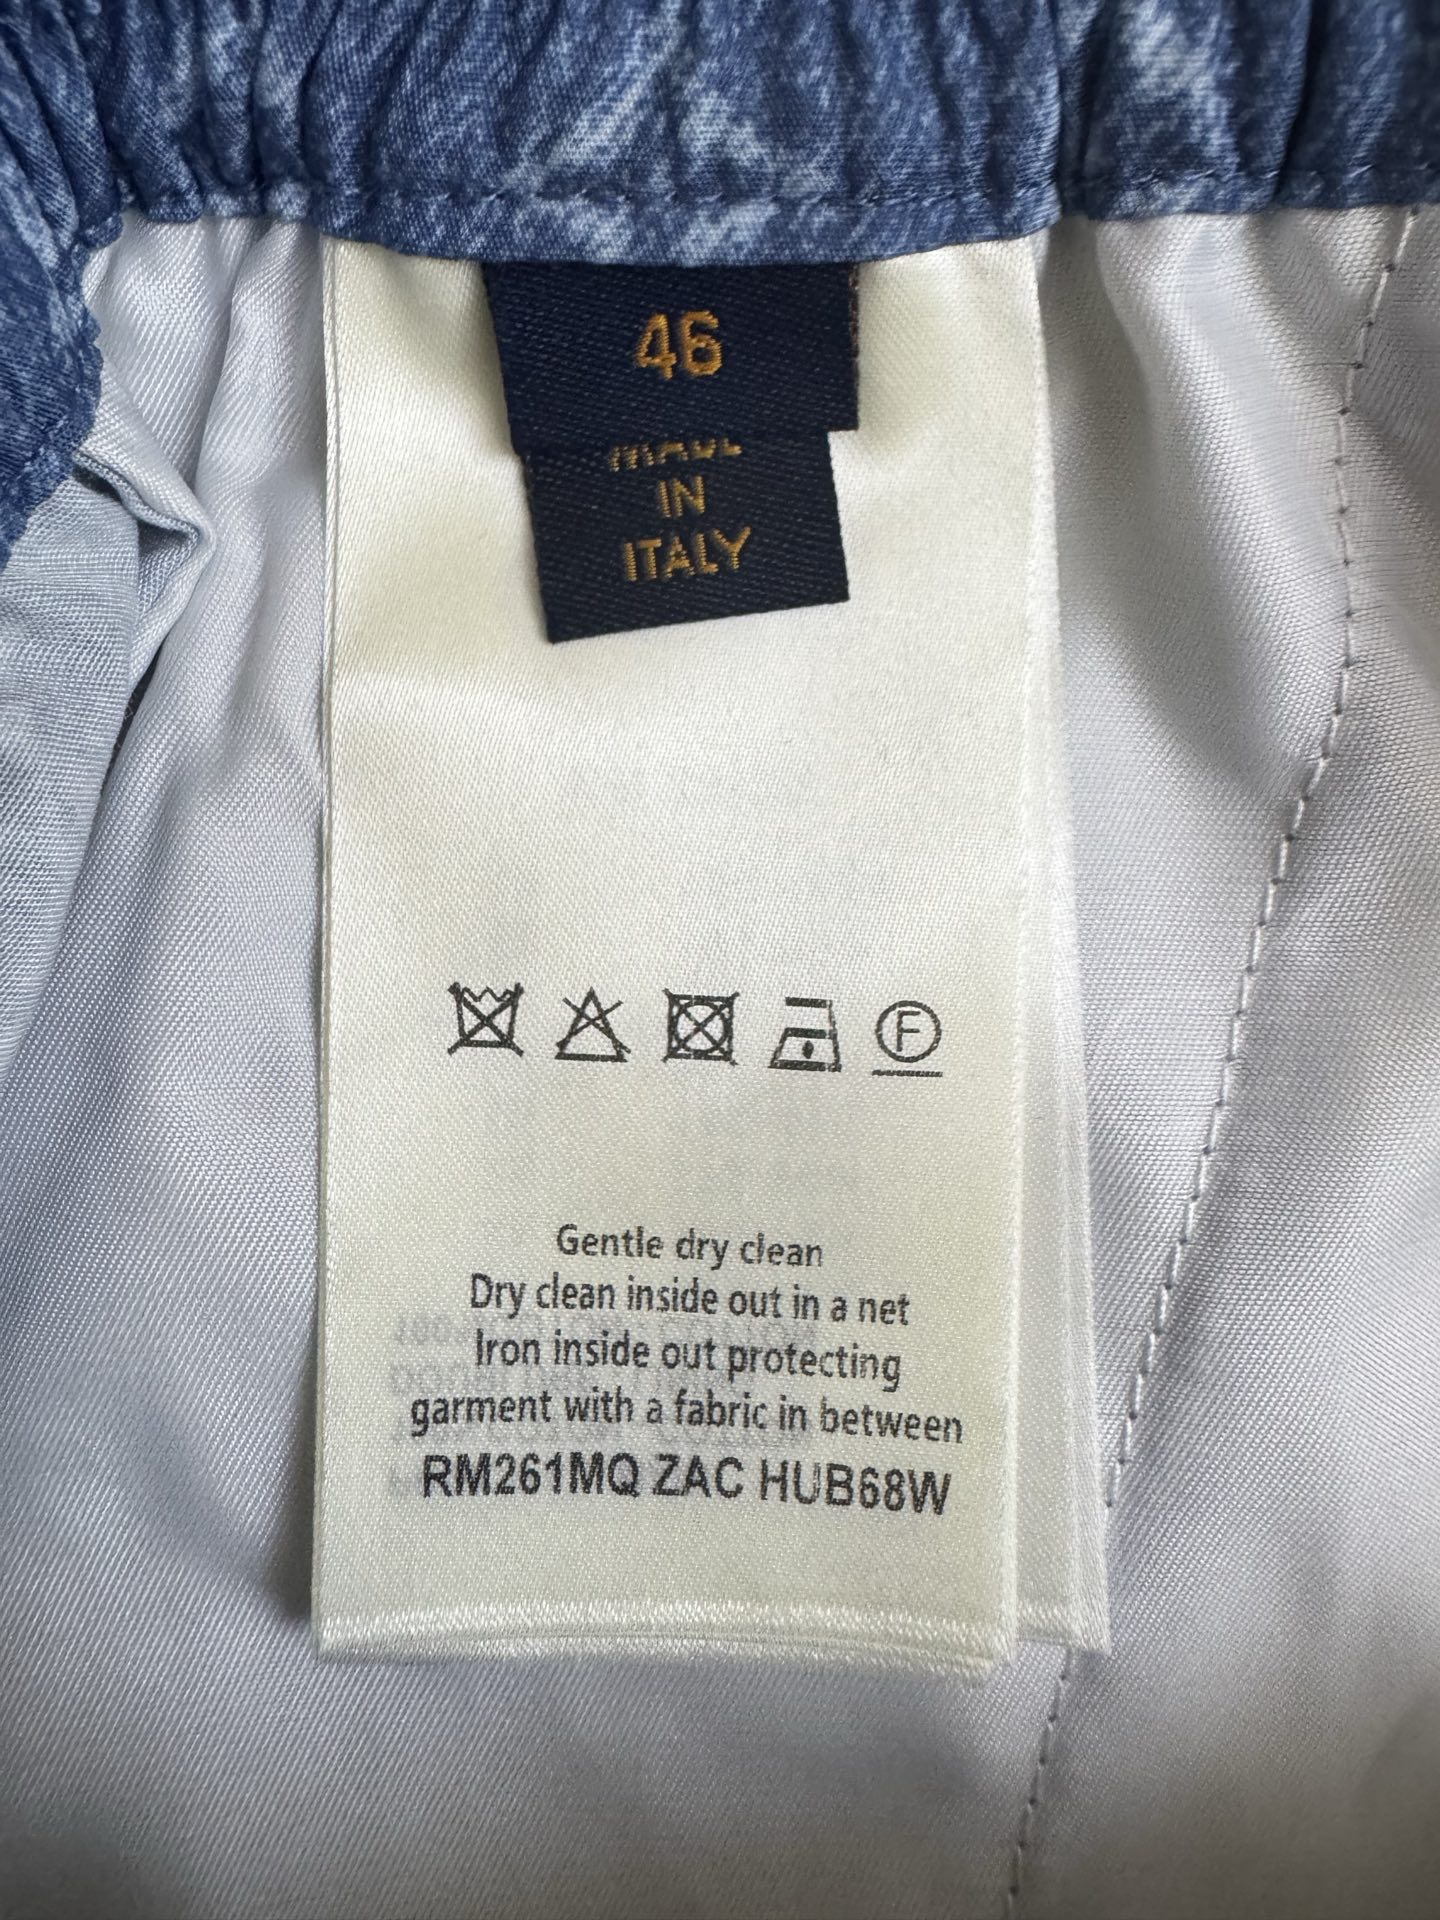 46
MADE
IN
ITALY
F
Gentle dry clean
Dry clean inside out in a net
Iron inside out protecting
garment with a fabric in between
RM261MQ ZAC HUB68W